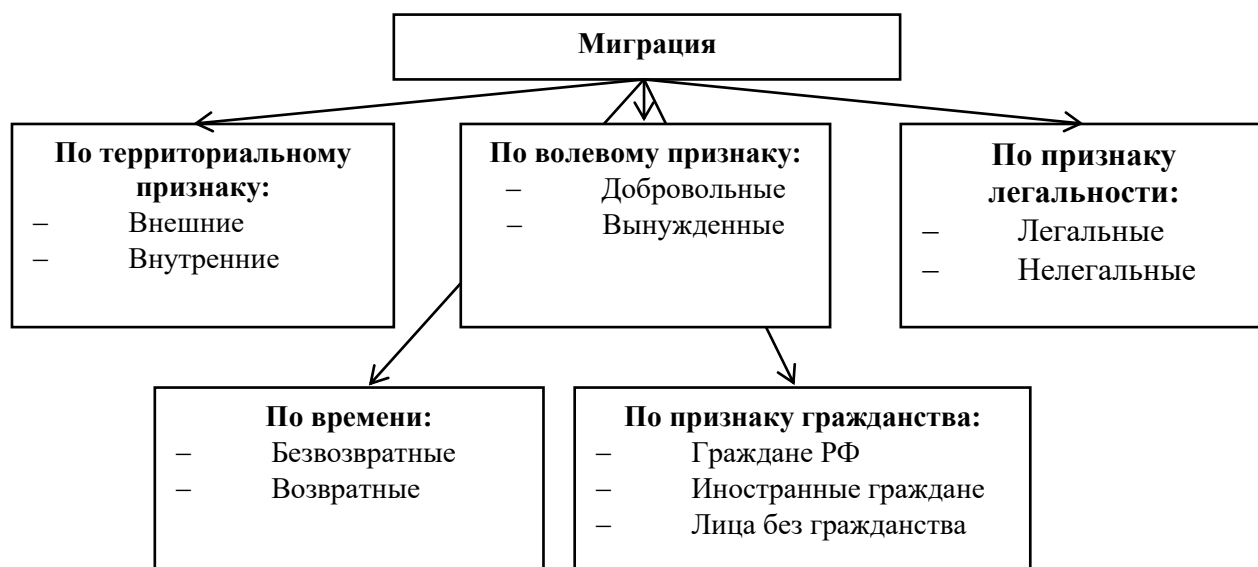 Миграция
По территориальному
признаку:
– Внешние
– Внутренние
По волевому признаку:
– Добровольные
– Вынужденные
По признаку
легальности:
– Легальные
– Нелегальные
По времени:
– Безвозвратные
– Возвратные
По признаку гражданства:
– Граждане РФ
– Иностранные граждане
– Лица без гражданства